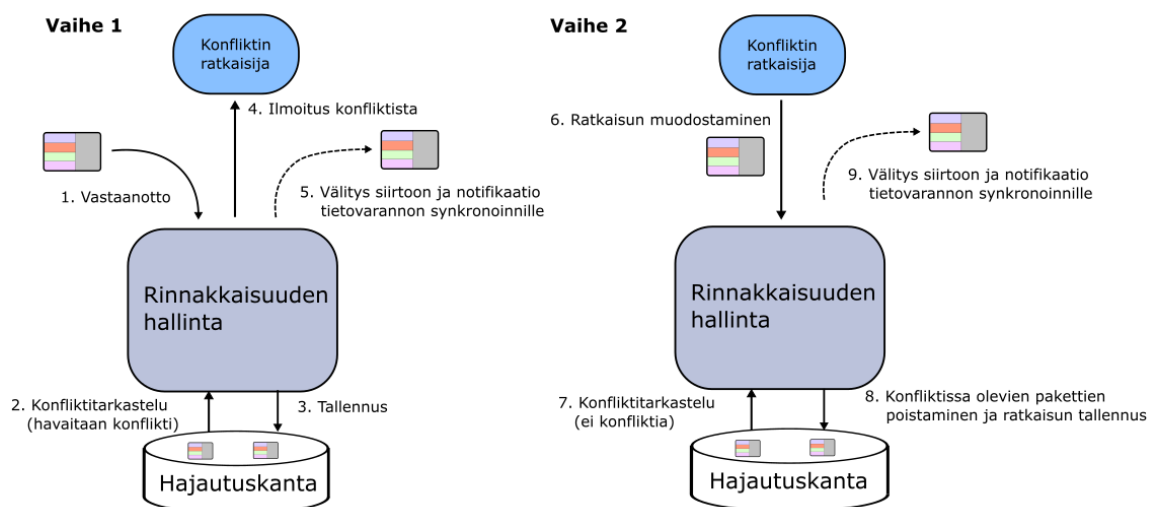 Vaihe 1
Konfliktin
ratkaisija
4. Ilmoitus konfliktista
1. Vastaanotto
5. Välitys siirtoon ja notifikaatio
tietovarannon synkronoinnille
Rinnakkaisuuden
hallinta
2. Konfliktitarkastelu
(havaitaan konflikti)
3. Tallennus
Hajautuskanta
Vaihe 2
Konfliktin
ratkaisija
6. Ratkaisun muodostaminen
9. Välitys siirtoon ja notifikaatio
tietovarannon synkronoinnille
Rinnakkaisuuden
hallinta
7. Konfliktitarkastelu
(ei konfliktia)
8. Konfliktissa olevien pakettien
poistaminen ja ratkaisun tallennus
Hajautuskanta